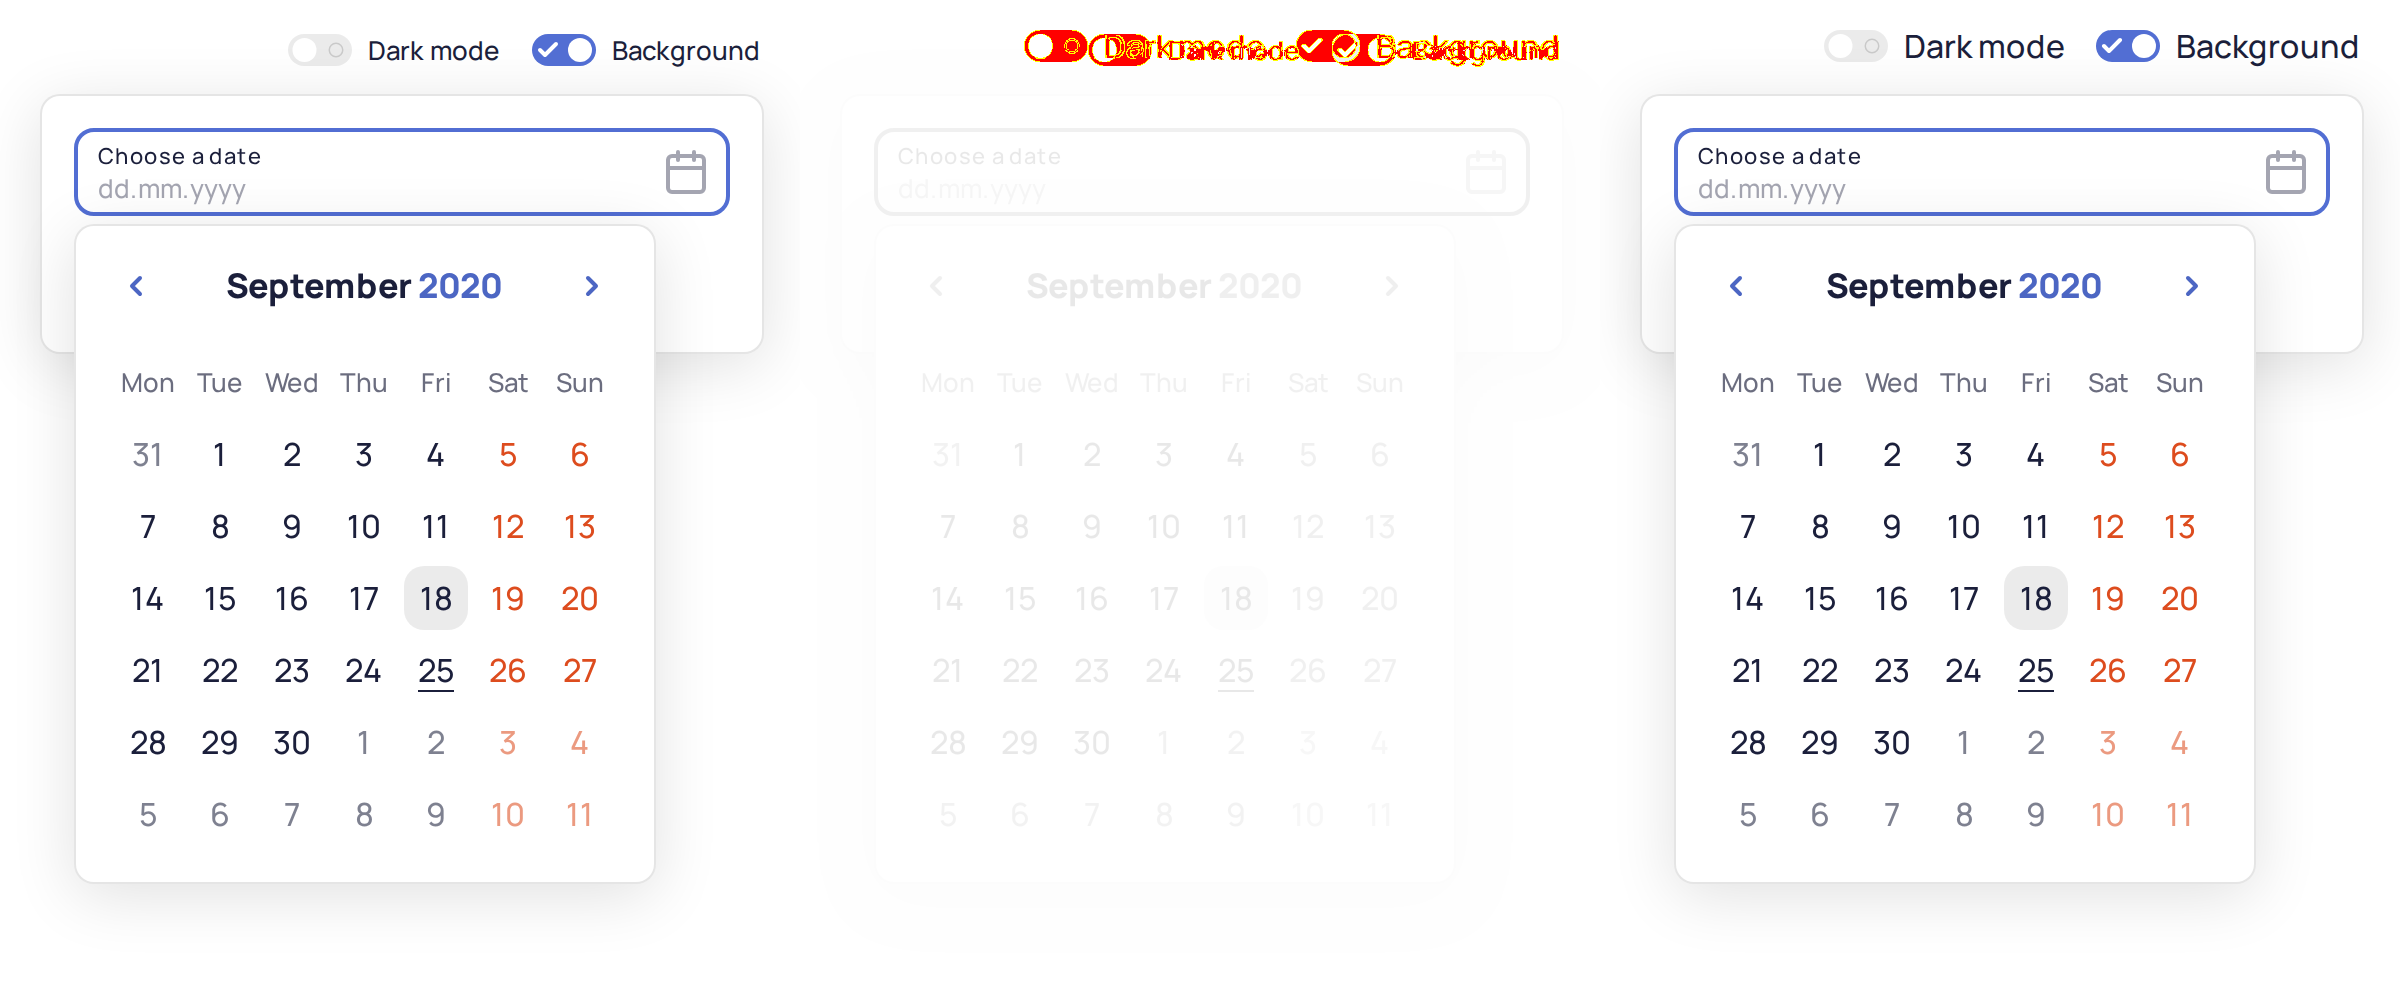 Dark mode Background
Choose a date
dd.mm.yyyy
September 2020
Mon Tue Wed Thu Fri Sat Sun
31 1 2 3 4 5 6
7 8 9 10 11 12 13
14 15 16 17 18 19 20
21 22 23 24 25 26 27
28 29 30 1 2 3 4
5 6 7 8 9 10 11
Dark mode Dark mode Background Background
Choose a date
dd.mm.yyyy
September 2020
Mon Tue Wed Thu Fri Sat Sun
31 1 2 3 4 5 6
7 8 9 10 11 12 13
14 15 16 17 18 19 20
21 22 23 24 25 26 27
28 29 30 1 2 3 4
5 6 7 8 9 10 11
Dark mode Background
Choose a date
dd.mm.yyyy
September 2020
Mon Tue Wed Thu Fri Sat Sun
31 1 2 3 4 5 6
7 8 9 10 11 12 13
14 15 16 17 18 19 20
21 22 23 24 25 26 27
28 29 30 1 2 3 4
5 6 7 8 9 10 11